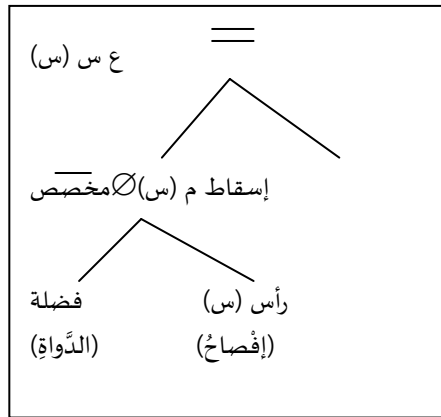 ع س (س)
إسقاط م (س)∅مخصص
رأس (س) فضلة
(إفْصاحُ) (الدَّواةِ)